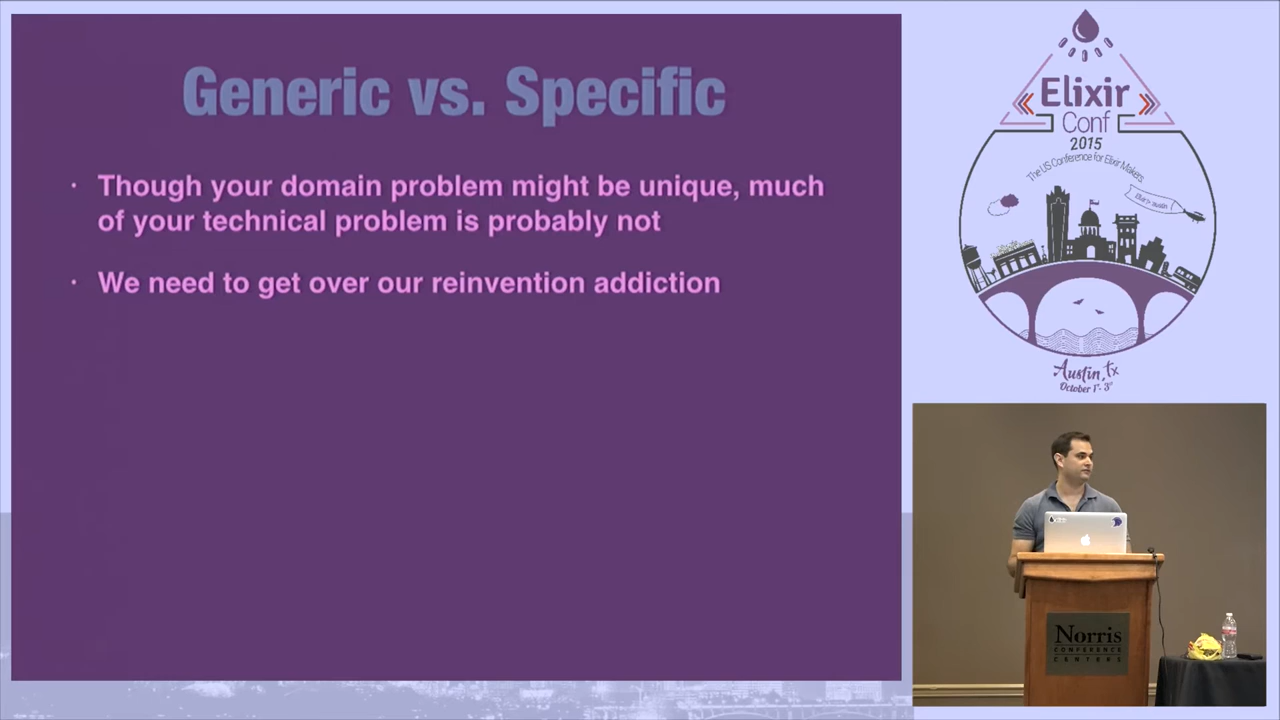 Generic vs. Specific
· Though your domain problem might be unique, much
of your technical problem is probably not
· We need to get over our reinvention addiction
Elixir
Conf
2015
The US Conference for Elixir Makers
Austin, Tx
October 1st - 3rd
Norris
CONFERENCE
CENTERS